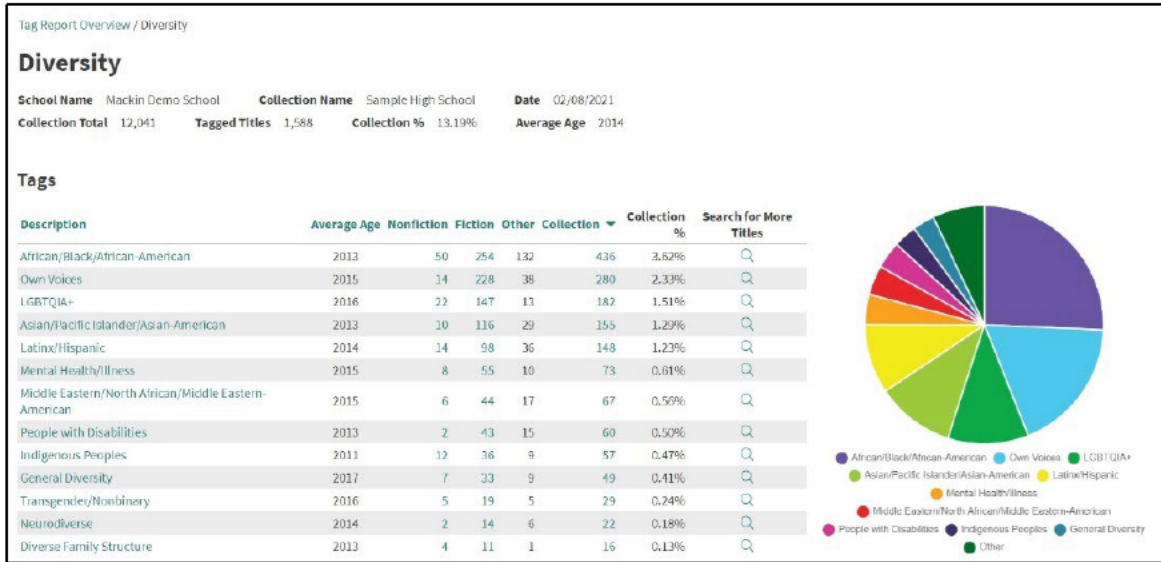 Tag Report Overview / Diversity
Diversity
School Name Mackin Demo School Collection Name Sample High School Date 02/08/2021
Collection Total 12,041 Tagged Titles 1,588 Collection % 13.19% Average Age 2014
Tags
Description Average Age Nonfiction Fiction Other Collection Collection % Search for More Titles
African/Black/African-American 2013 50 254 132 436 3.62%
Own Voices 2015 14 228 38 280 2.33%
LGBTQIA+ 2016 22 147 13 182 1.51%
Asian/Pacific Islander/Asian-American 2013 10 116 29 155 1.29%
Latinx/Hispanic 2014 14 98 36 148 1.23%
Mental Health/Illness 2015 8 55 10 73 0.61%
Middle Eastern/North African/Middle Eastern-
American 2015 6 44 17 67 0.56%
People with Disabilities 2013 2 43 15 60 0.50%
Indigenous Peoples 2011 12 36 9 57 0.47%
General Diversity 2017 7 33 9 49 0.41%
Transgender/Nonbinary 2016 5 19 5 29 0.24%
Neurodiverse 2014 2 14 6 22 0.18%
Diverse Family Structure 2013 4 11 1 16 0.13%
African/Black/African-American Own Voices LGBTQIA+
Asian/Pacific Islander/Asian-American Latinx/Hispanic
Mental Health/Illness
Middle Eastern/North African/Middle Eastern-American
People with Disabilities Indigenous Peoples General Diversity
Other